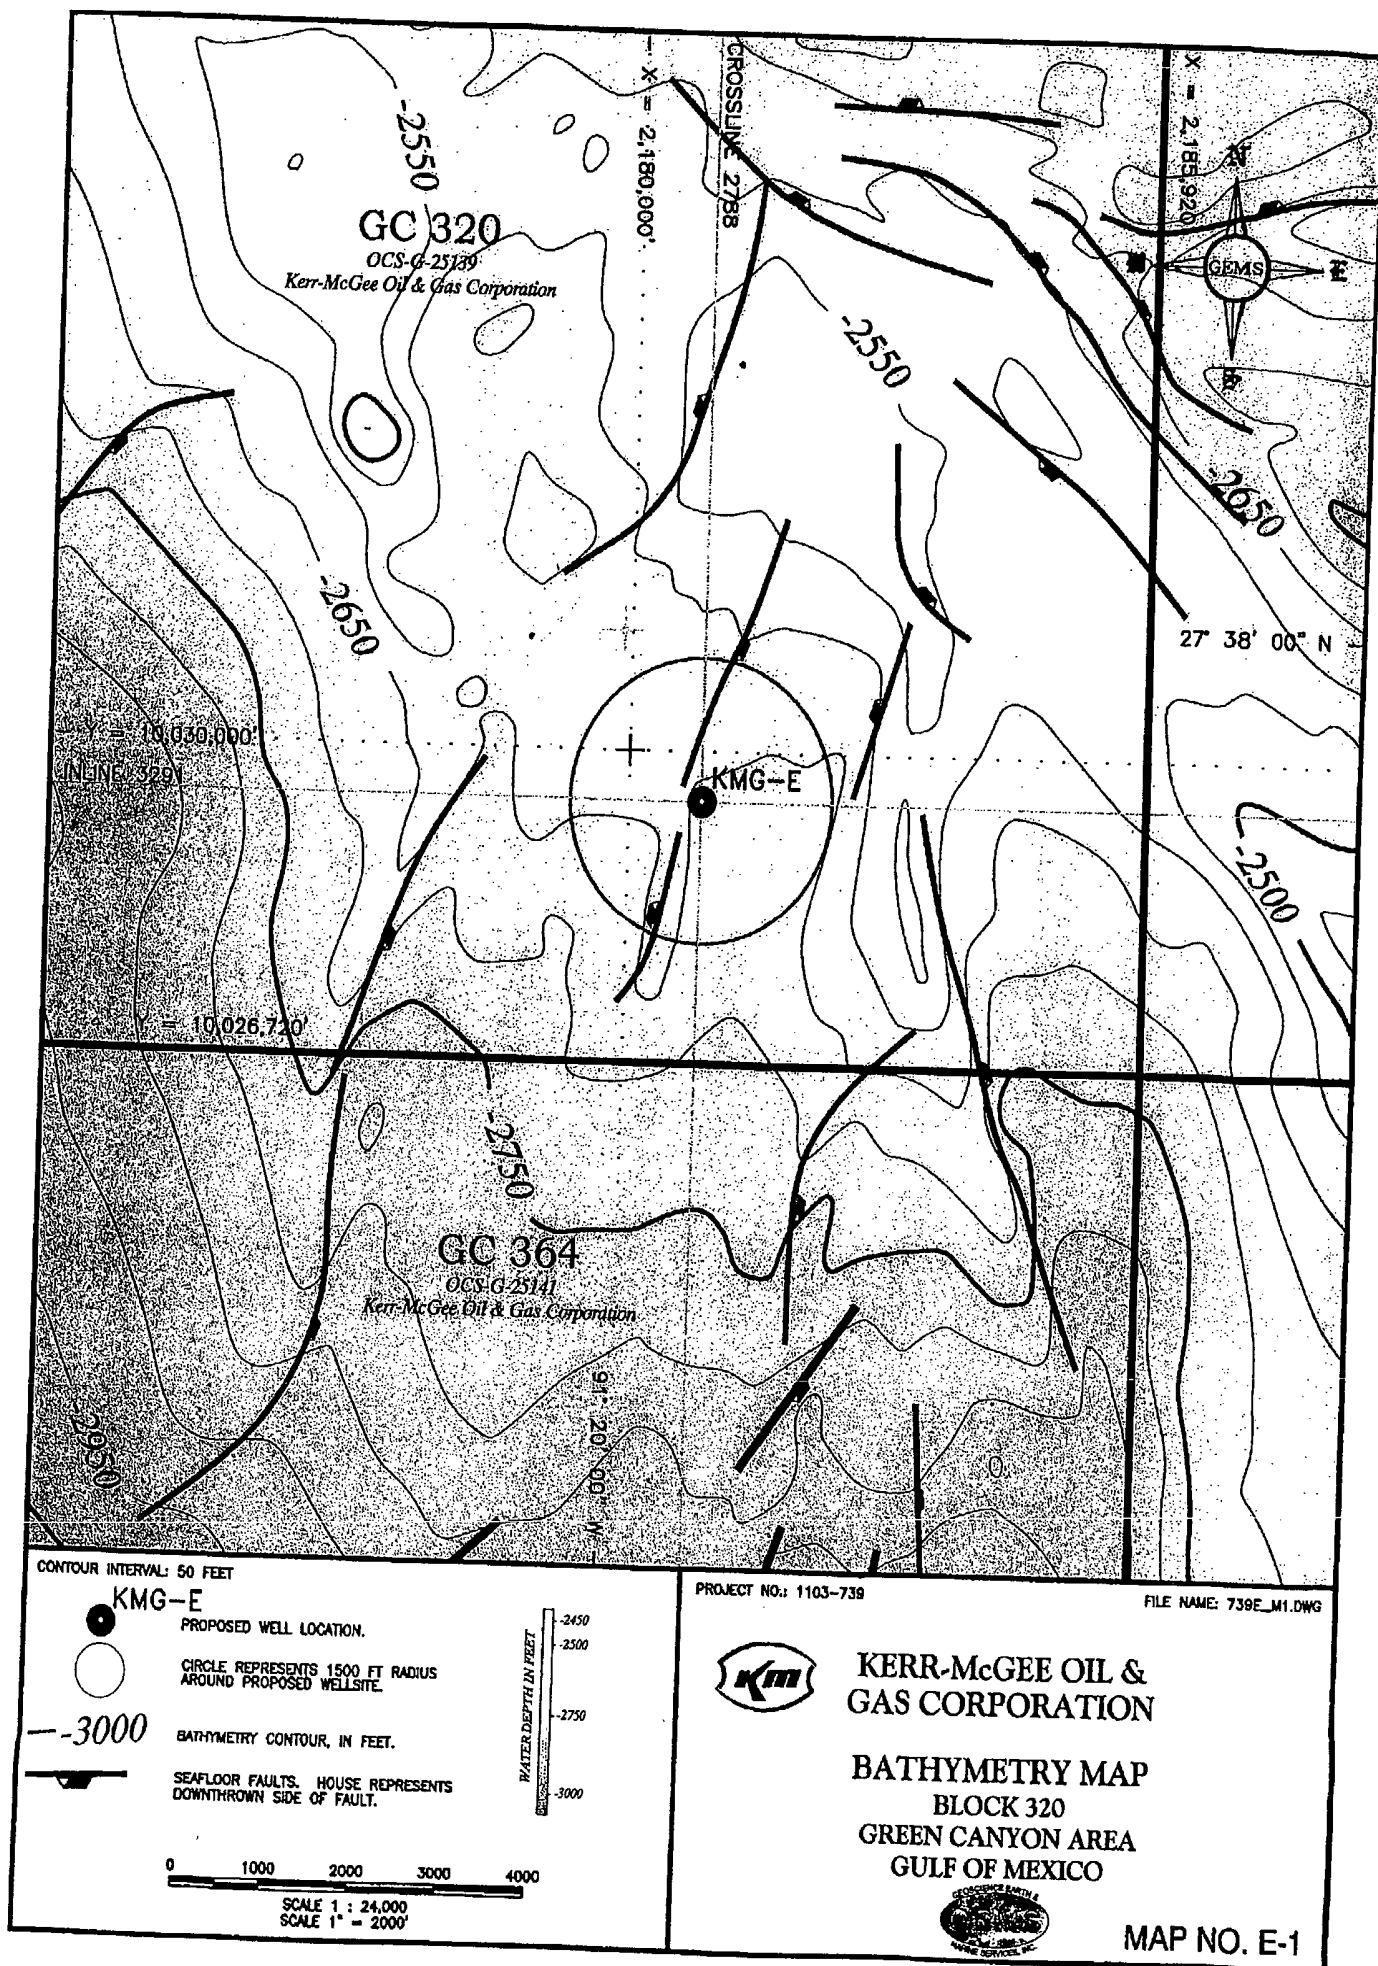 -2550
X = 2,180,000'
CROSSLINE 2788
X = 2,185,920'
N
GC 320
OCS-G-25139
Kerr-McGee Oil & Gas Corporation
GEMS
E
-2550
-2650
-2650
27° 38' 00" N
Y = 10,030,000'
INLINE 3291
KMG-E
-2500
Y = 10,026,720'
-2750
GC 364
OCS-G-25141
Kerr-McGee Oil & Gas Corporation
91° 20' 00" W
-2950
CONTOUR INTERVAL: 50 FEET
KMG-E
PROPOSED WELL LOCATION.
CIRCLE REPRESENTS 1500 FT RADIUS
AROUND PROPOSED WELLSITE.
-3000
BATHYMETRY CONTOUR, IN FEET.
SEAFLOOR FAULTS. HOUSE REPRESENTS
DOWNTHROWN SIDE OF FAULT.
WATER DEPTH IN FEET
-2450
-2500
-2750
-3000
0 1000 2000 3000 4000
SCALE 1 : 24,000
SCALE 1" = 2000'
PROJECT NO.: 1103-739
FILE NAME: 739E_M1.DWG
Km
KERR-McGEE OIL &
GAS CORPORATION
BATHYMETRY MAP
BLOCK 320
GREEN CANYON AREA
GULF OF MEXICO
GEOSCIENCE EARTH &
MARINE SERVICES, INC.
MAP NO. E-1